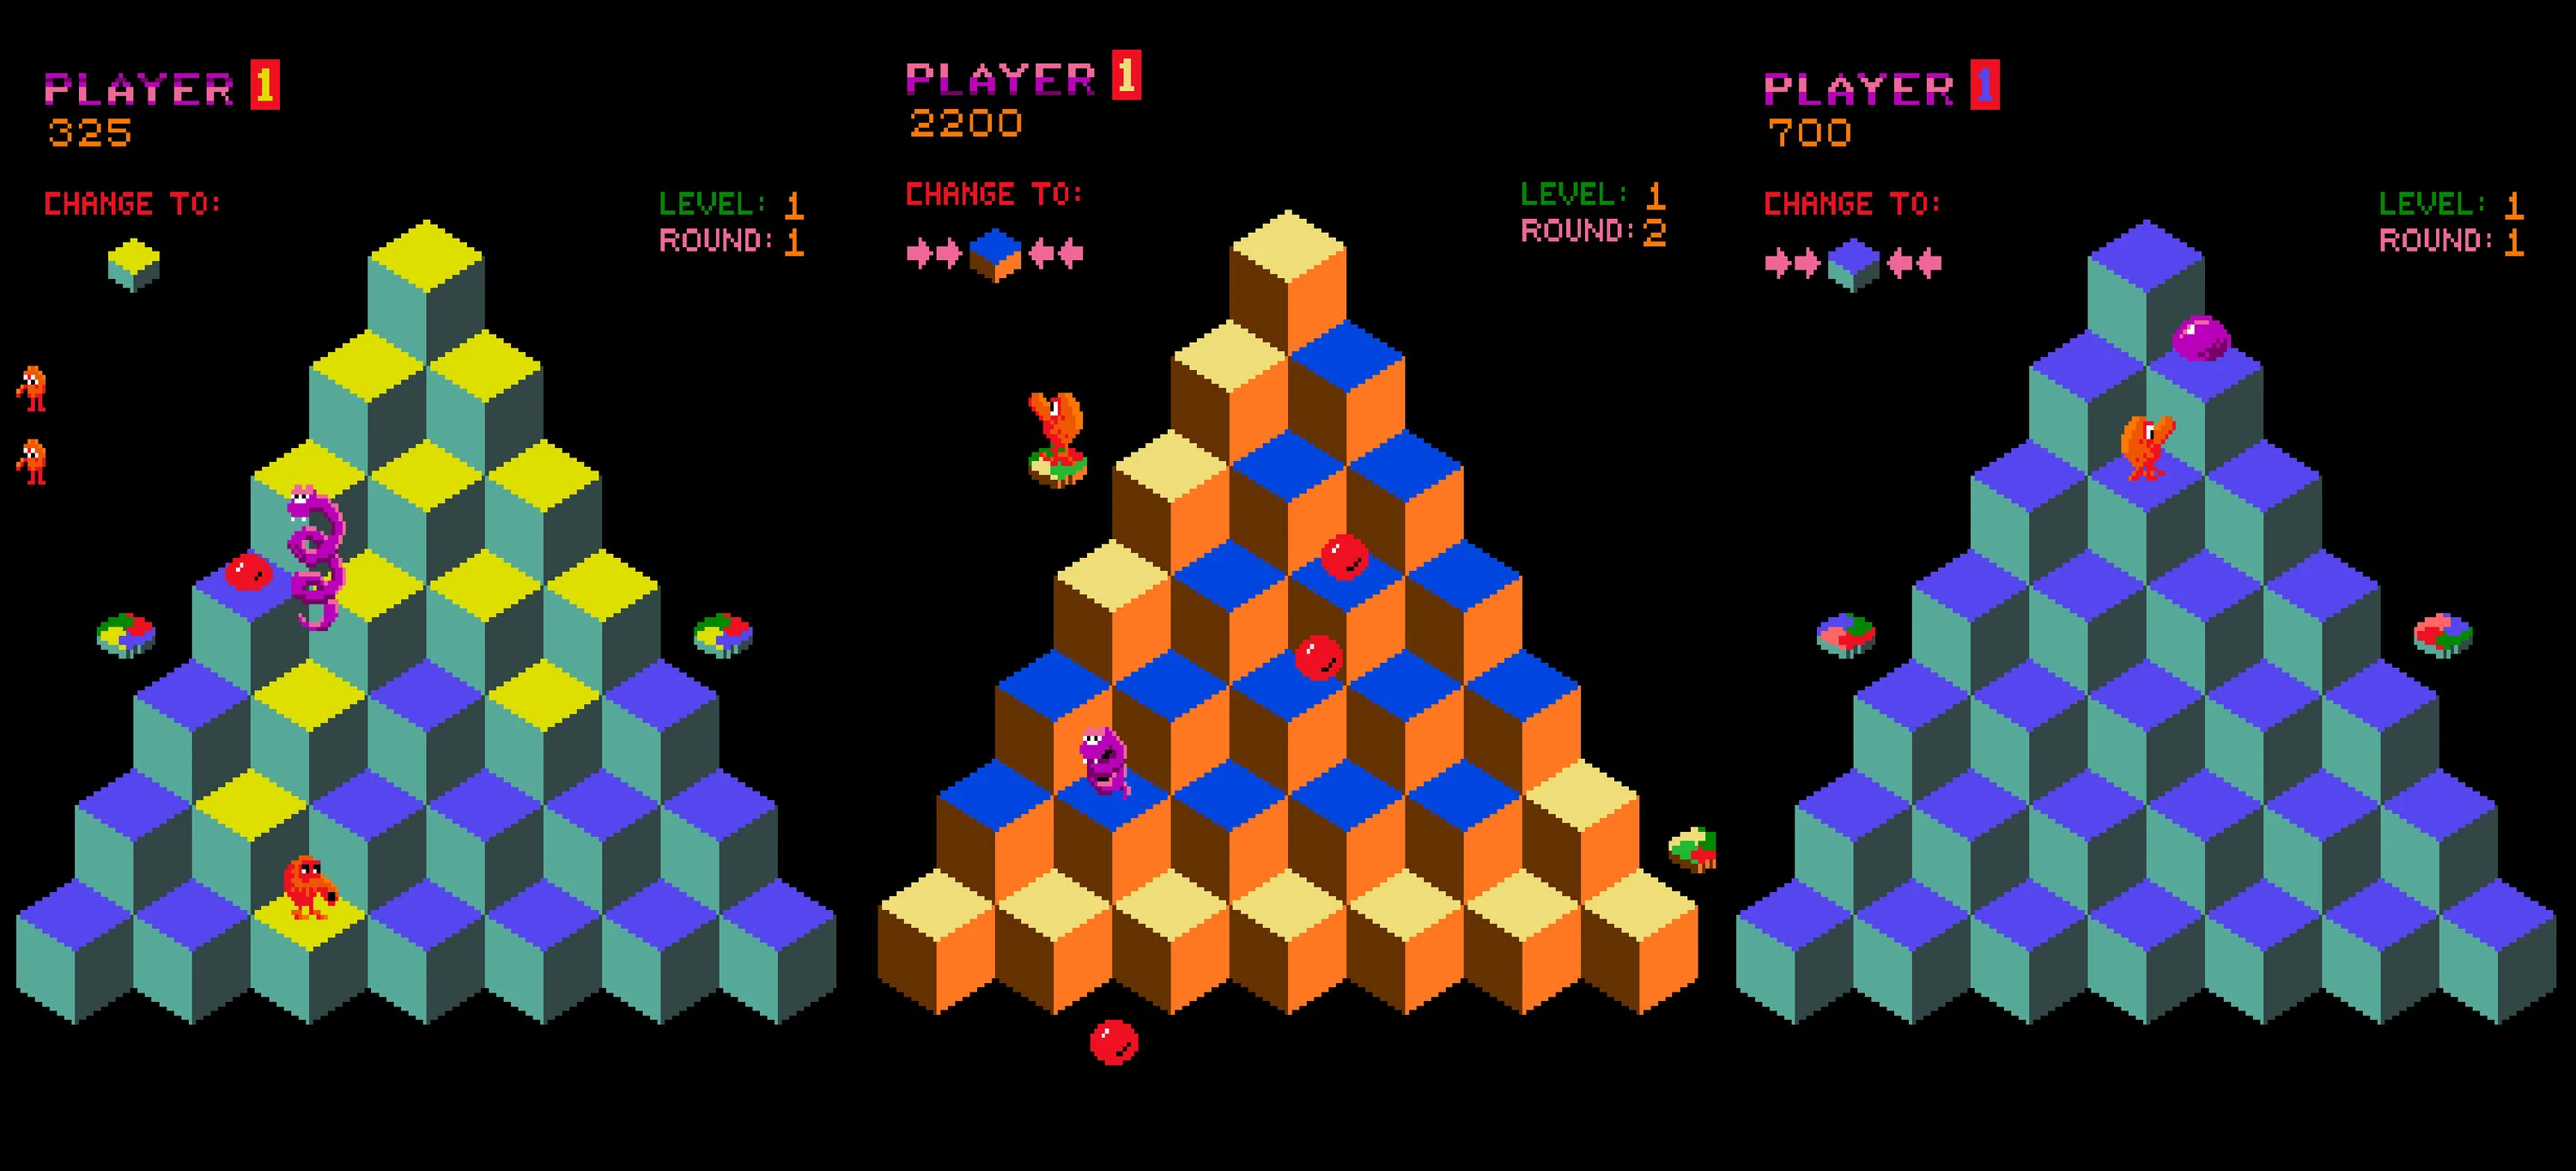 PLAYER 1
325
CHANGE TO:
LEVEL: 1
ROUND: 1
PLAYER 1
2200
CHANGE TO:
LEVEL: 1
ROUND: 2
PLAYER 1
700
CHANGE TO:
LEVEL: 1
ROUND: 1